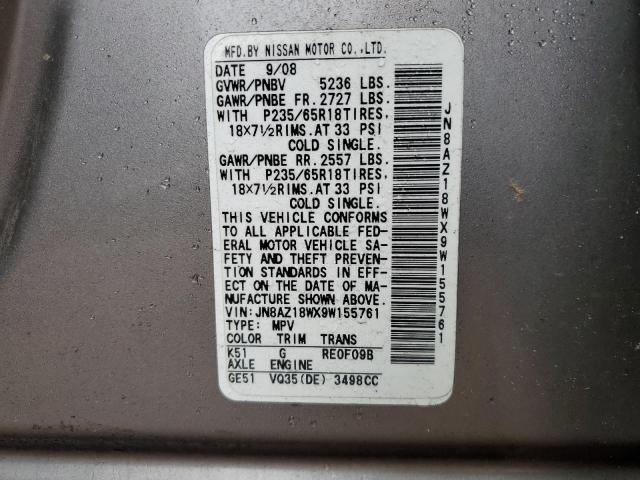 MFD.BY NISSAN MOTOR CO.,LTD.
DATE 9/08
GVWR/PNBV 5236 LBS.
GAWR/PNBE FR.2727 LBS.
WITH P235/65R18TIRES,
18X7½RIMS.AT 33 PSI
COLD SINGLE.
GAWR/PNBE RR.2557 LBS.
WITH P235/65R18TIRES,
18X7½RIMS.AT 33 PSI
COLD SINGLE.
THIS VEHICLE CONFORMS
TO ALL APPLICABLE FED-
ERAL MOTOR VEHICLE SA-
FETY AND THEFT PREVEN-
TION STANDARDS IN EFF-
ECT ON THE DATE OF MA-
NUFACTURE SHOWN ABOVE.
VIN:JN8AZ18WX9W155761
TYPE: MPV
COLOR TRIM TRANS
K51 G RE0F09B
AXLE ENGINE
GE51 VQ35(DE) 3498CC
JN8AZ18WX9W155761